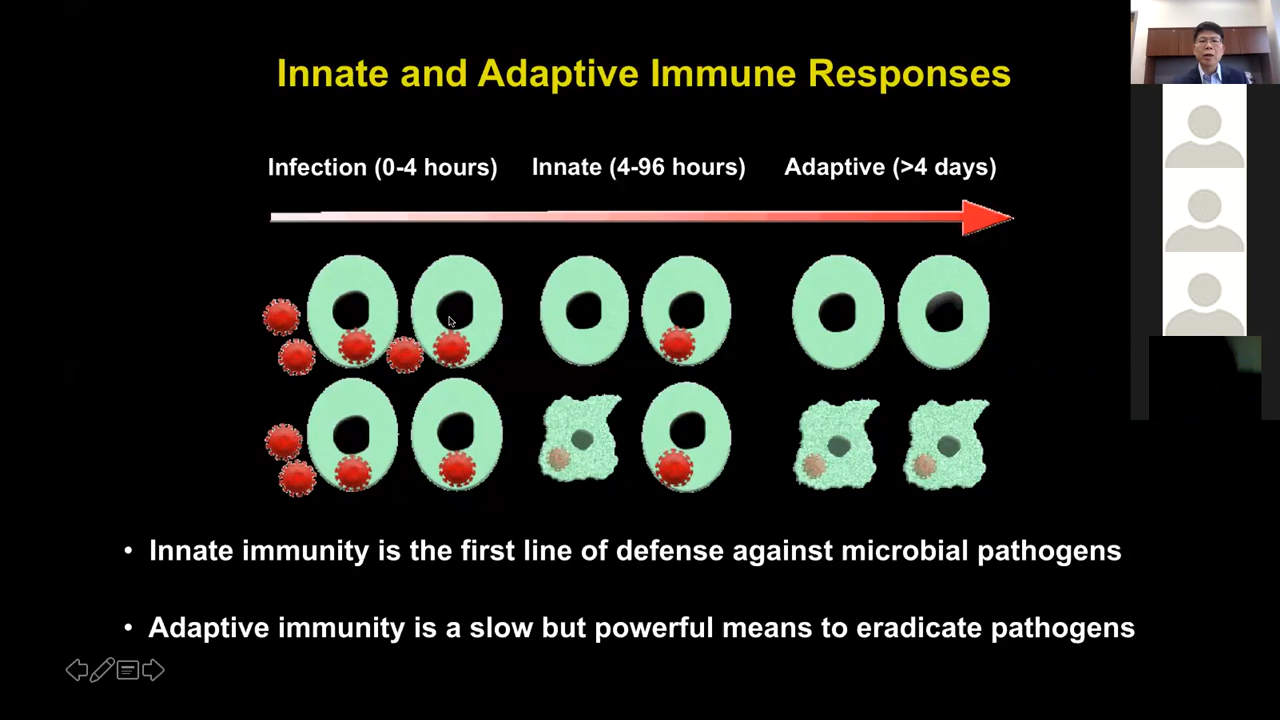 Innate and Adaptive Immune Responses
Infection (0-4 hours) Innate (4-96 hours) Adaptive (>4 days)
• Innate immunity is the first line of defense against microbial pathogens
• Adaptive immunity is a slow but powerful means to eradicate pathogens